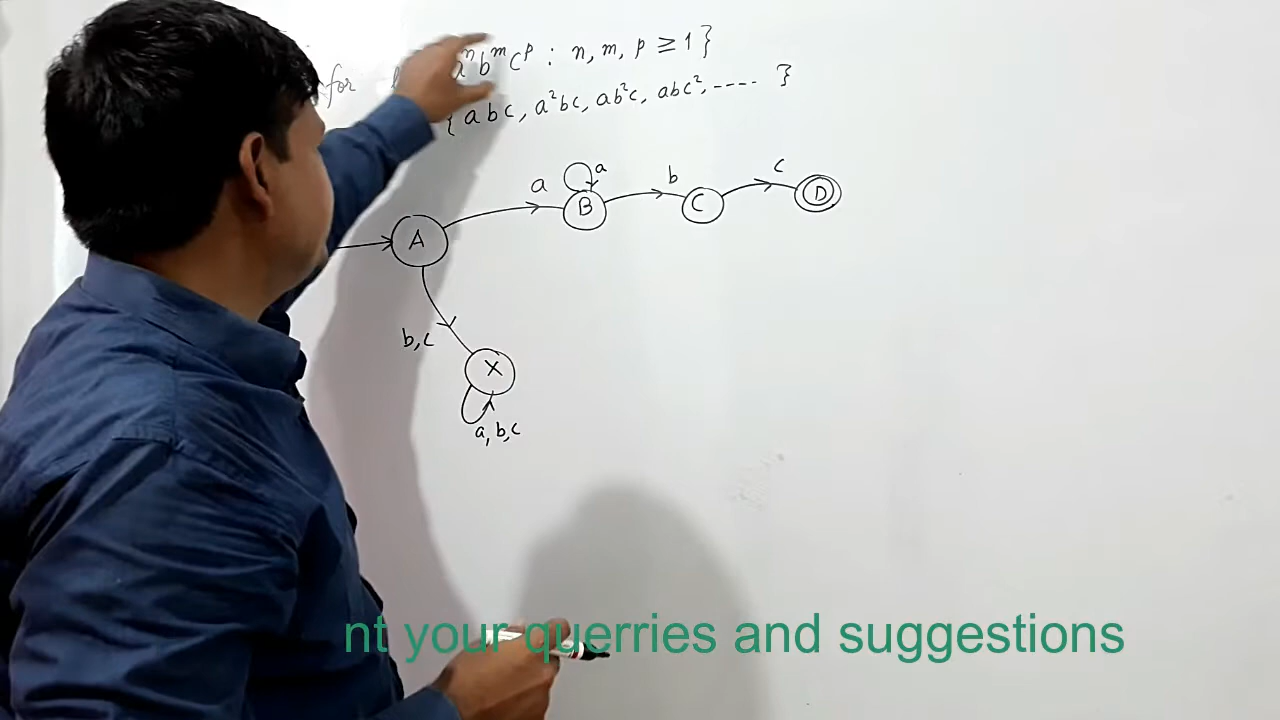 for aⁿbᵐcᵖ : n, m, p ≥ 1 }
{ abc, a²bc, ab²c, abc², ---- }
a
a
b
c
A
B
C
D
b,c
X
a, b,c
nt your querries and suggestions